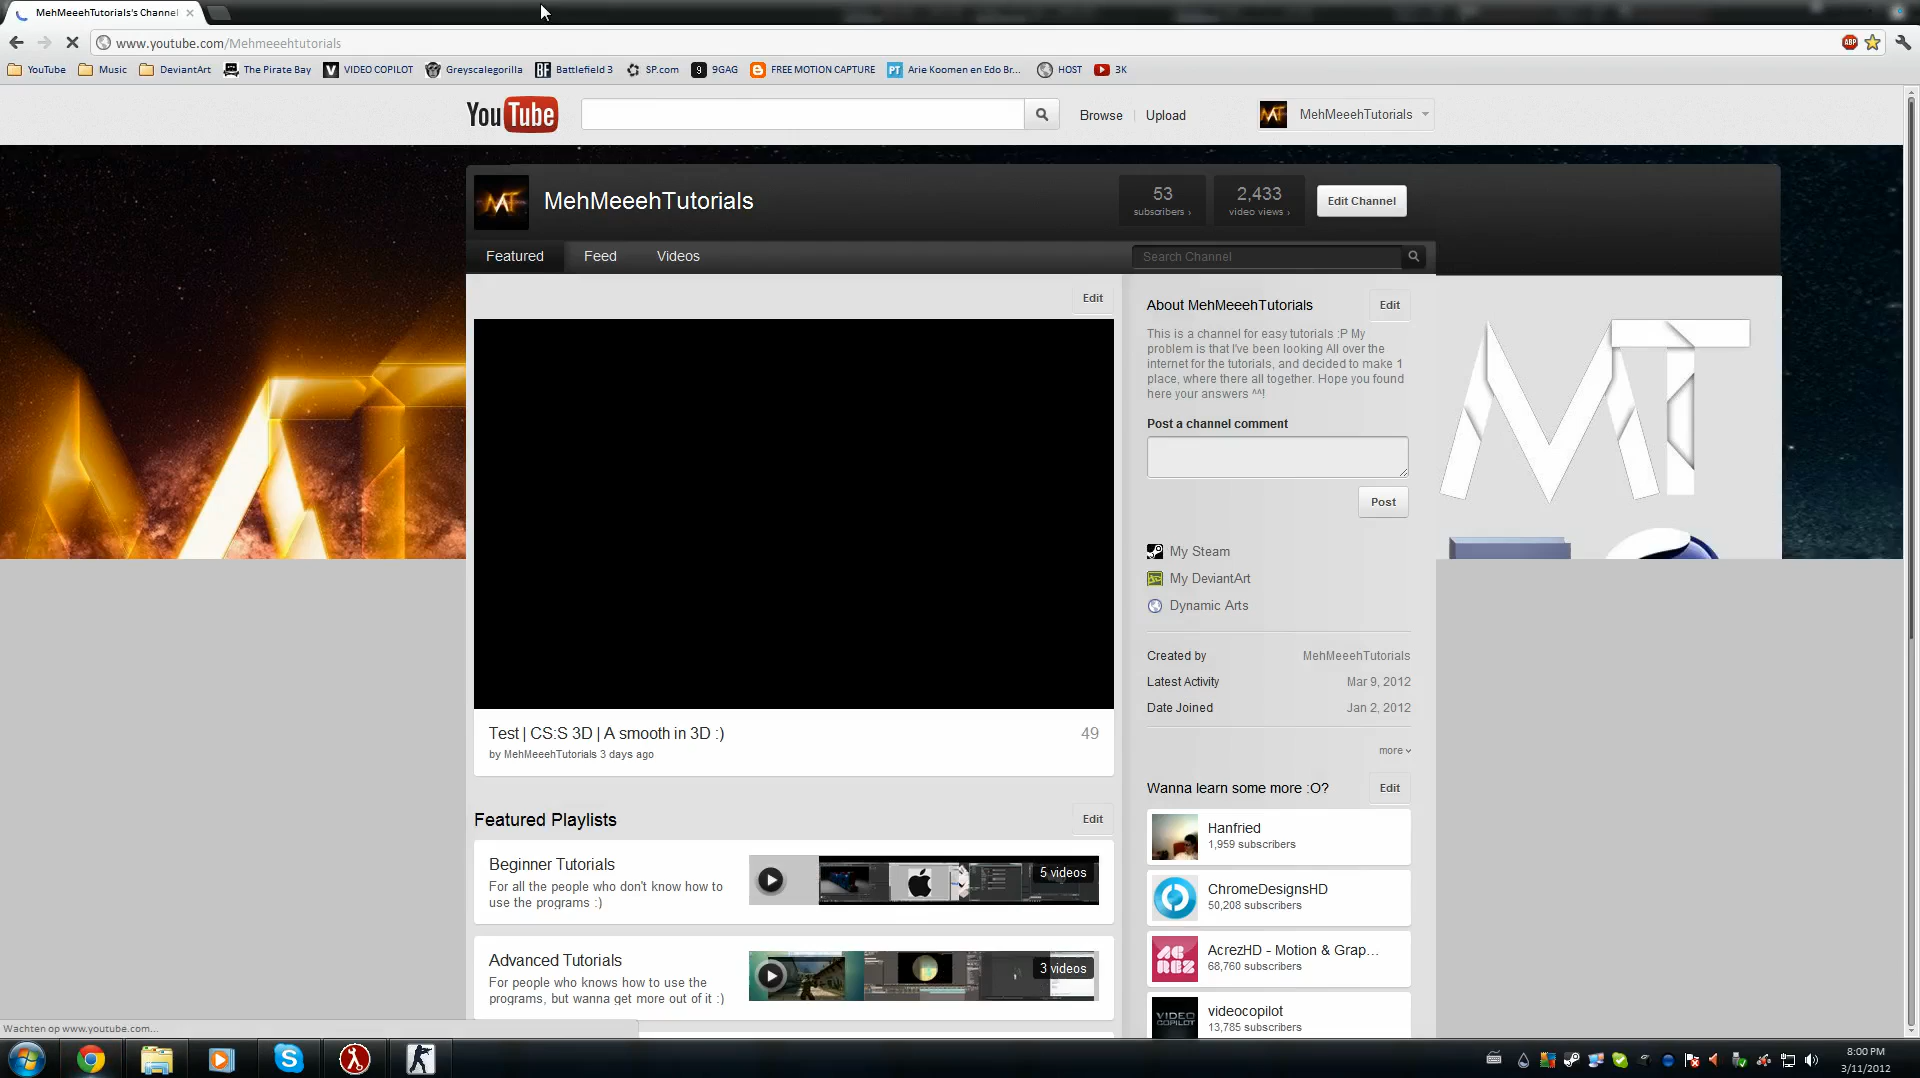 MehMeeehTutorials's Channel
www.youtube.com/Mehmeeehtutorials
ABP
YouTube
Music
DeviantArt
The Pirate Bay
VIDEO COPILOT
Greyscalegorilla
Battlefield 3
SP.com
9GAG
FREE MOTION CAPTURE
Arie Koomen en Edo Br...
HOST
3K
YouTube
Browse
Upload
MehMeeehTutorials
MehMeeehTutorials
53
subscribers ›
2,433
video views ›
Edit Channel
Featured
Feed
Videos
Search Channel
Edit
About MehMeeehTutorials
Edit
This is a channel for easy tutorials :P My
problem is that I've been looking All over the
internet for the tutorials, and decided to make 1
place, where there all together. Hope you found
here your answers ^^!
Post a channel comment
Post
My Steam
My DeviantArt
Dynamic Arts
Created by
MehMeeehTutorials
Latest Activity
Mar 9, 2012
Date Joined
Jan 2, 2012
more
Test | CS:S 3D | A smooth in 3D :)
49
by MehMeeehTutorials 3 days ago
Featured Playlists
Edit
Beginner Tutorials
For all the people who don't know how to
use the programs :)
5 videos
Advanced Tutorials
For people who knows how to use the
programs, but wanna get more out of it :)
3 videos
Wanna learn some more :O?
Edit
Hanfried
1,959 subscribers
ChromeDesignsHD
50,208 subscribers
ACREZ
AcrezHD - Motion & Grap...
68,760 subscribers
VIDEO
COPILOT
videocopilot
13,785 subscribers
MT
Wachten op www.youtube.com...
8:00 PM
3/11/2012